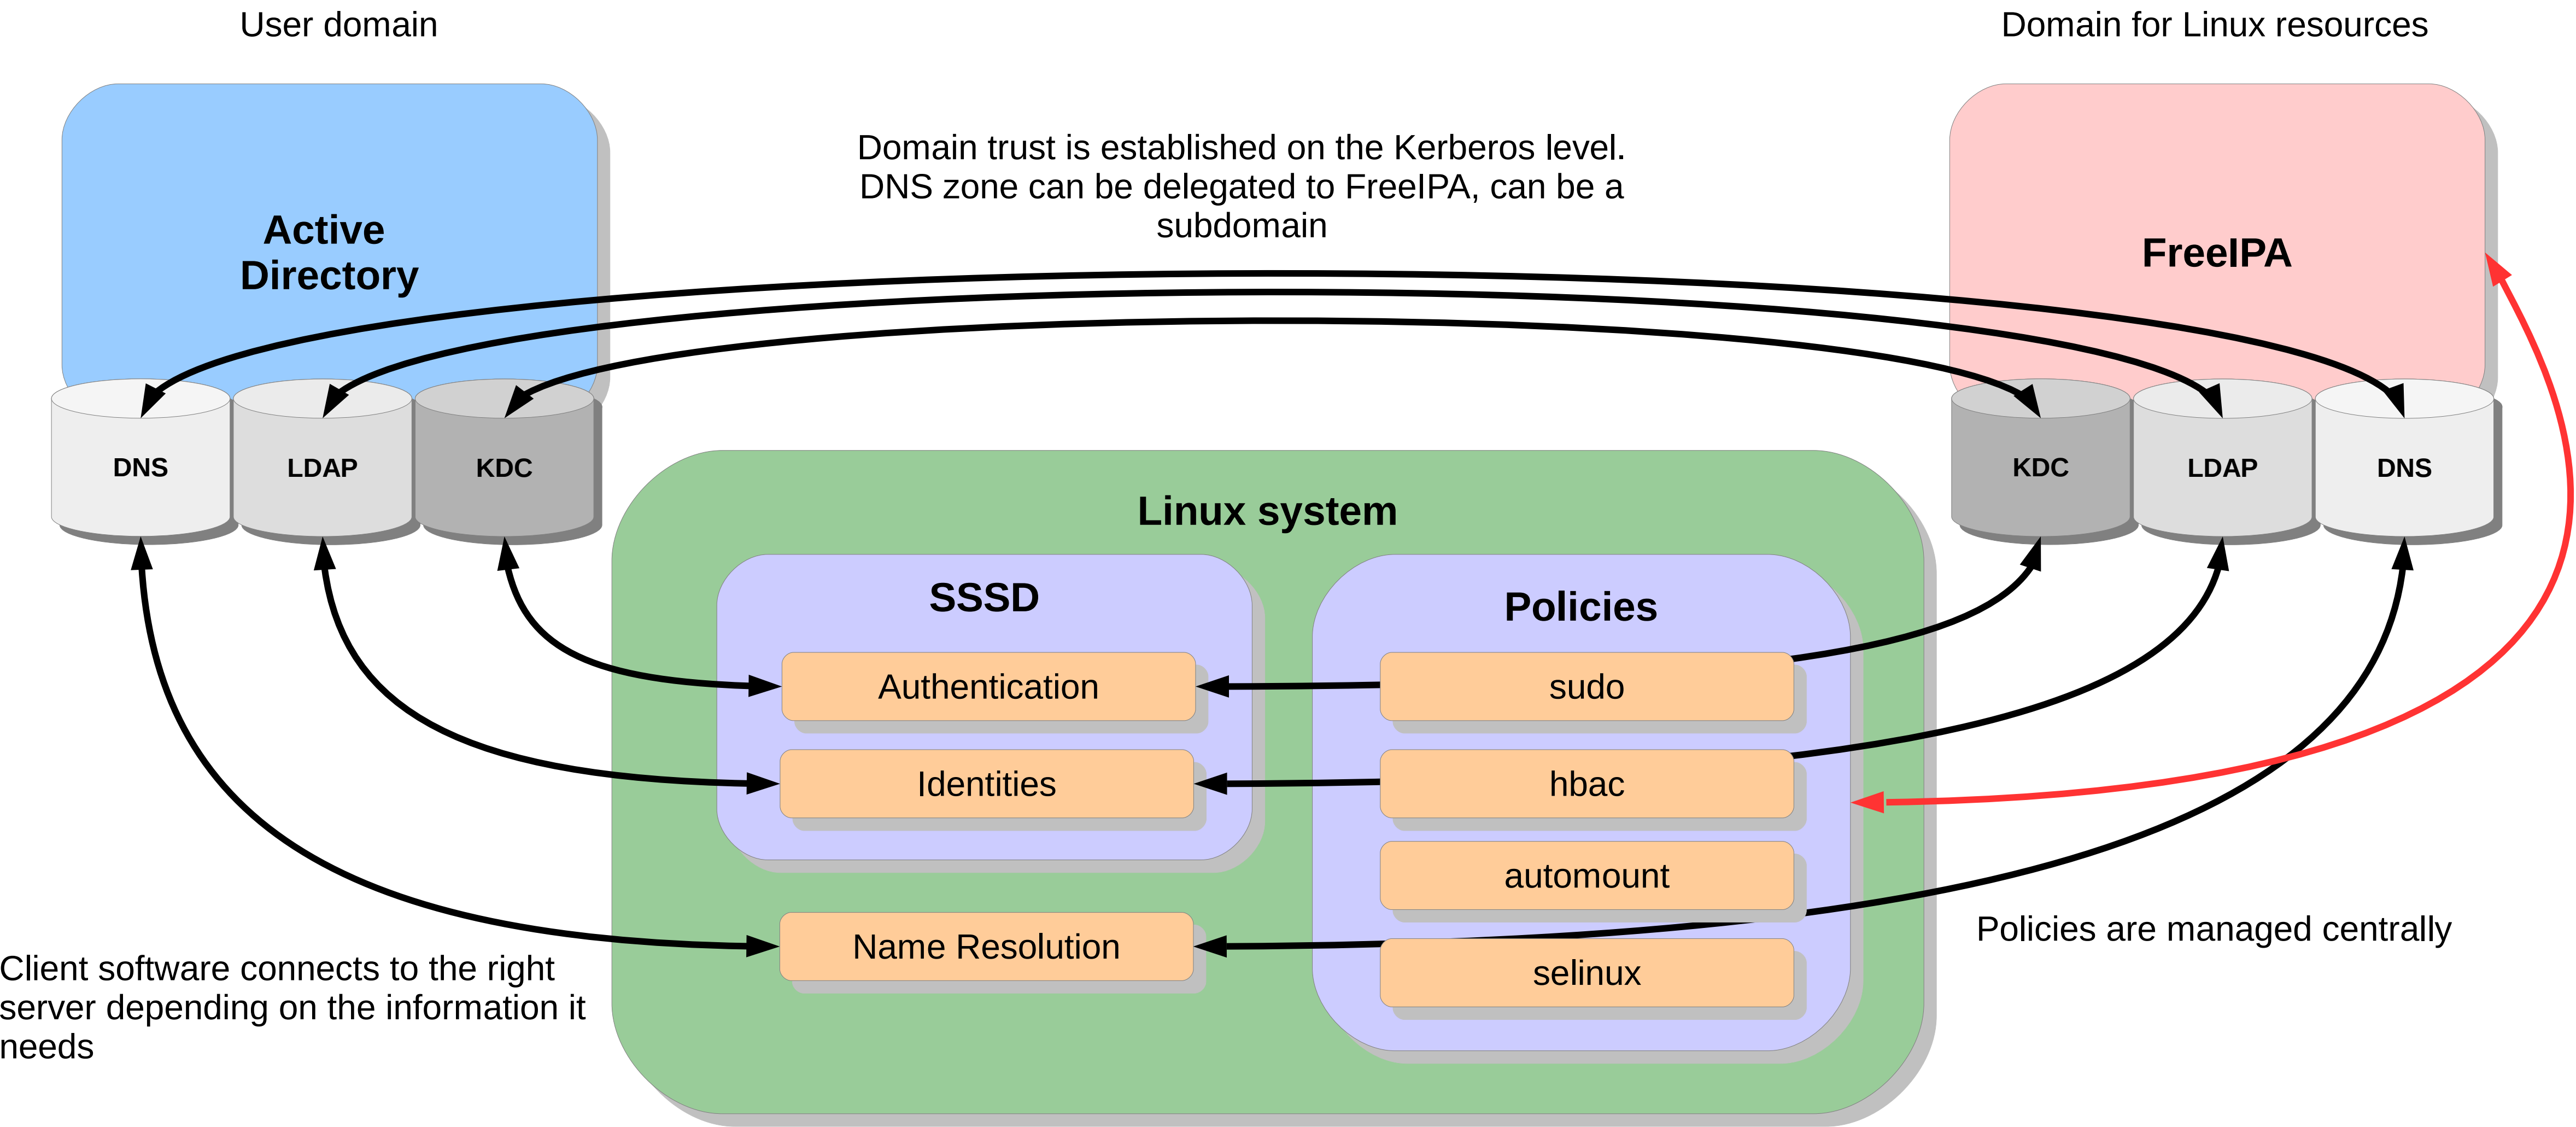 User domain
Domain for Linux resources
Domain trust is established on the Kerberos level.
DNS zone can be delegated to FreeIPA, can be a
subdomain
Active
Directory
FreeIPA
DNS
LDAP
KDC
KDC
LDAP
DNS
Linux system
SSSD
Policies
Authentication
sudo
Identities
hbac
automount
Name Resolution
selinux
Policies are managed centrally
Client software connects to the right
server depending on the information it
needs